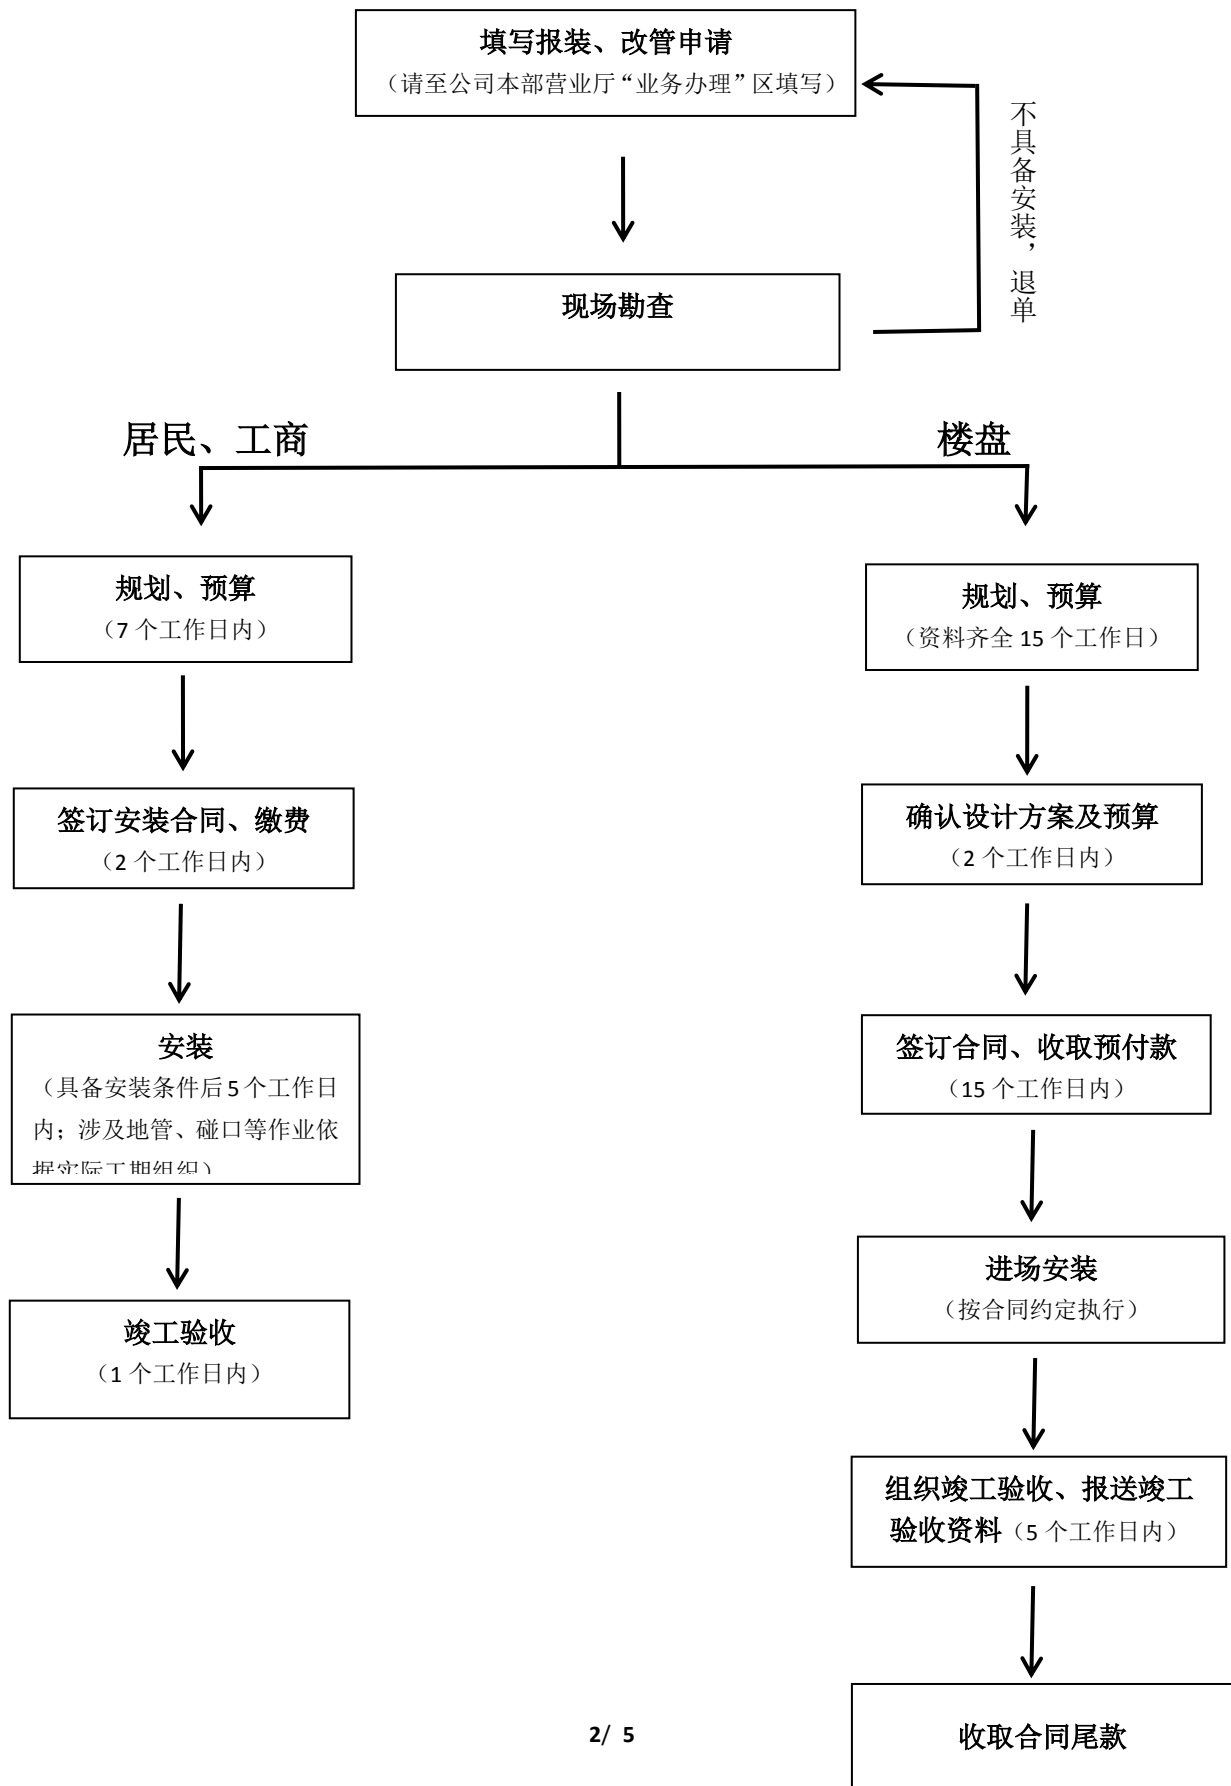 填写报装、改管申请
（请至公司本部营业厅“业务办理”区填写）
不具备安装，退单
现场勘查
居民、工商
楼盘
规划、预算
（7 个工作日内）
签订安装合同、缴费
（2 个工作日内）
安装
（具备安装条件后 5 个工作日
内；涉及地管、碰口等作业依
据实际工期组织）
竣工验收
（1 个工作日内）
规划、预算
（资料齐全 15 个工作日）
确认设计方案及预算
（2 个工作日内）
签订合同、收取预付款
（15 个工作日内）
进场安装
（按合同约定执行）
组织竣工验收、报送竣工
验收资料（5 个工作日内）
收取合同尾款
2/ 5